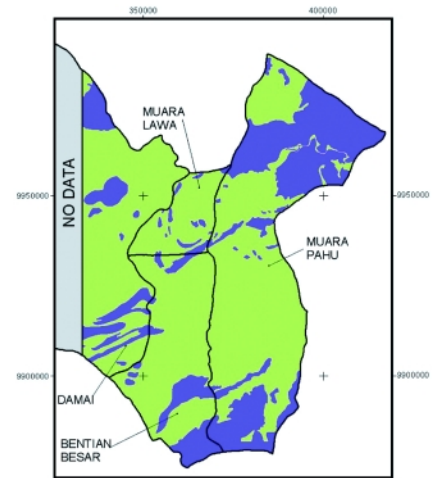 350000
400000
MUARA
LAWA
NO DATA
9950000
9950000
MUARA
PAHU
9900000
9900000
DAMAI
BENTIAN
BESAR